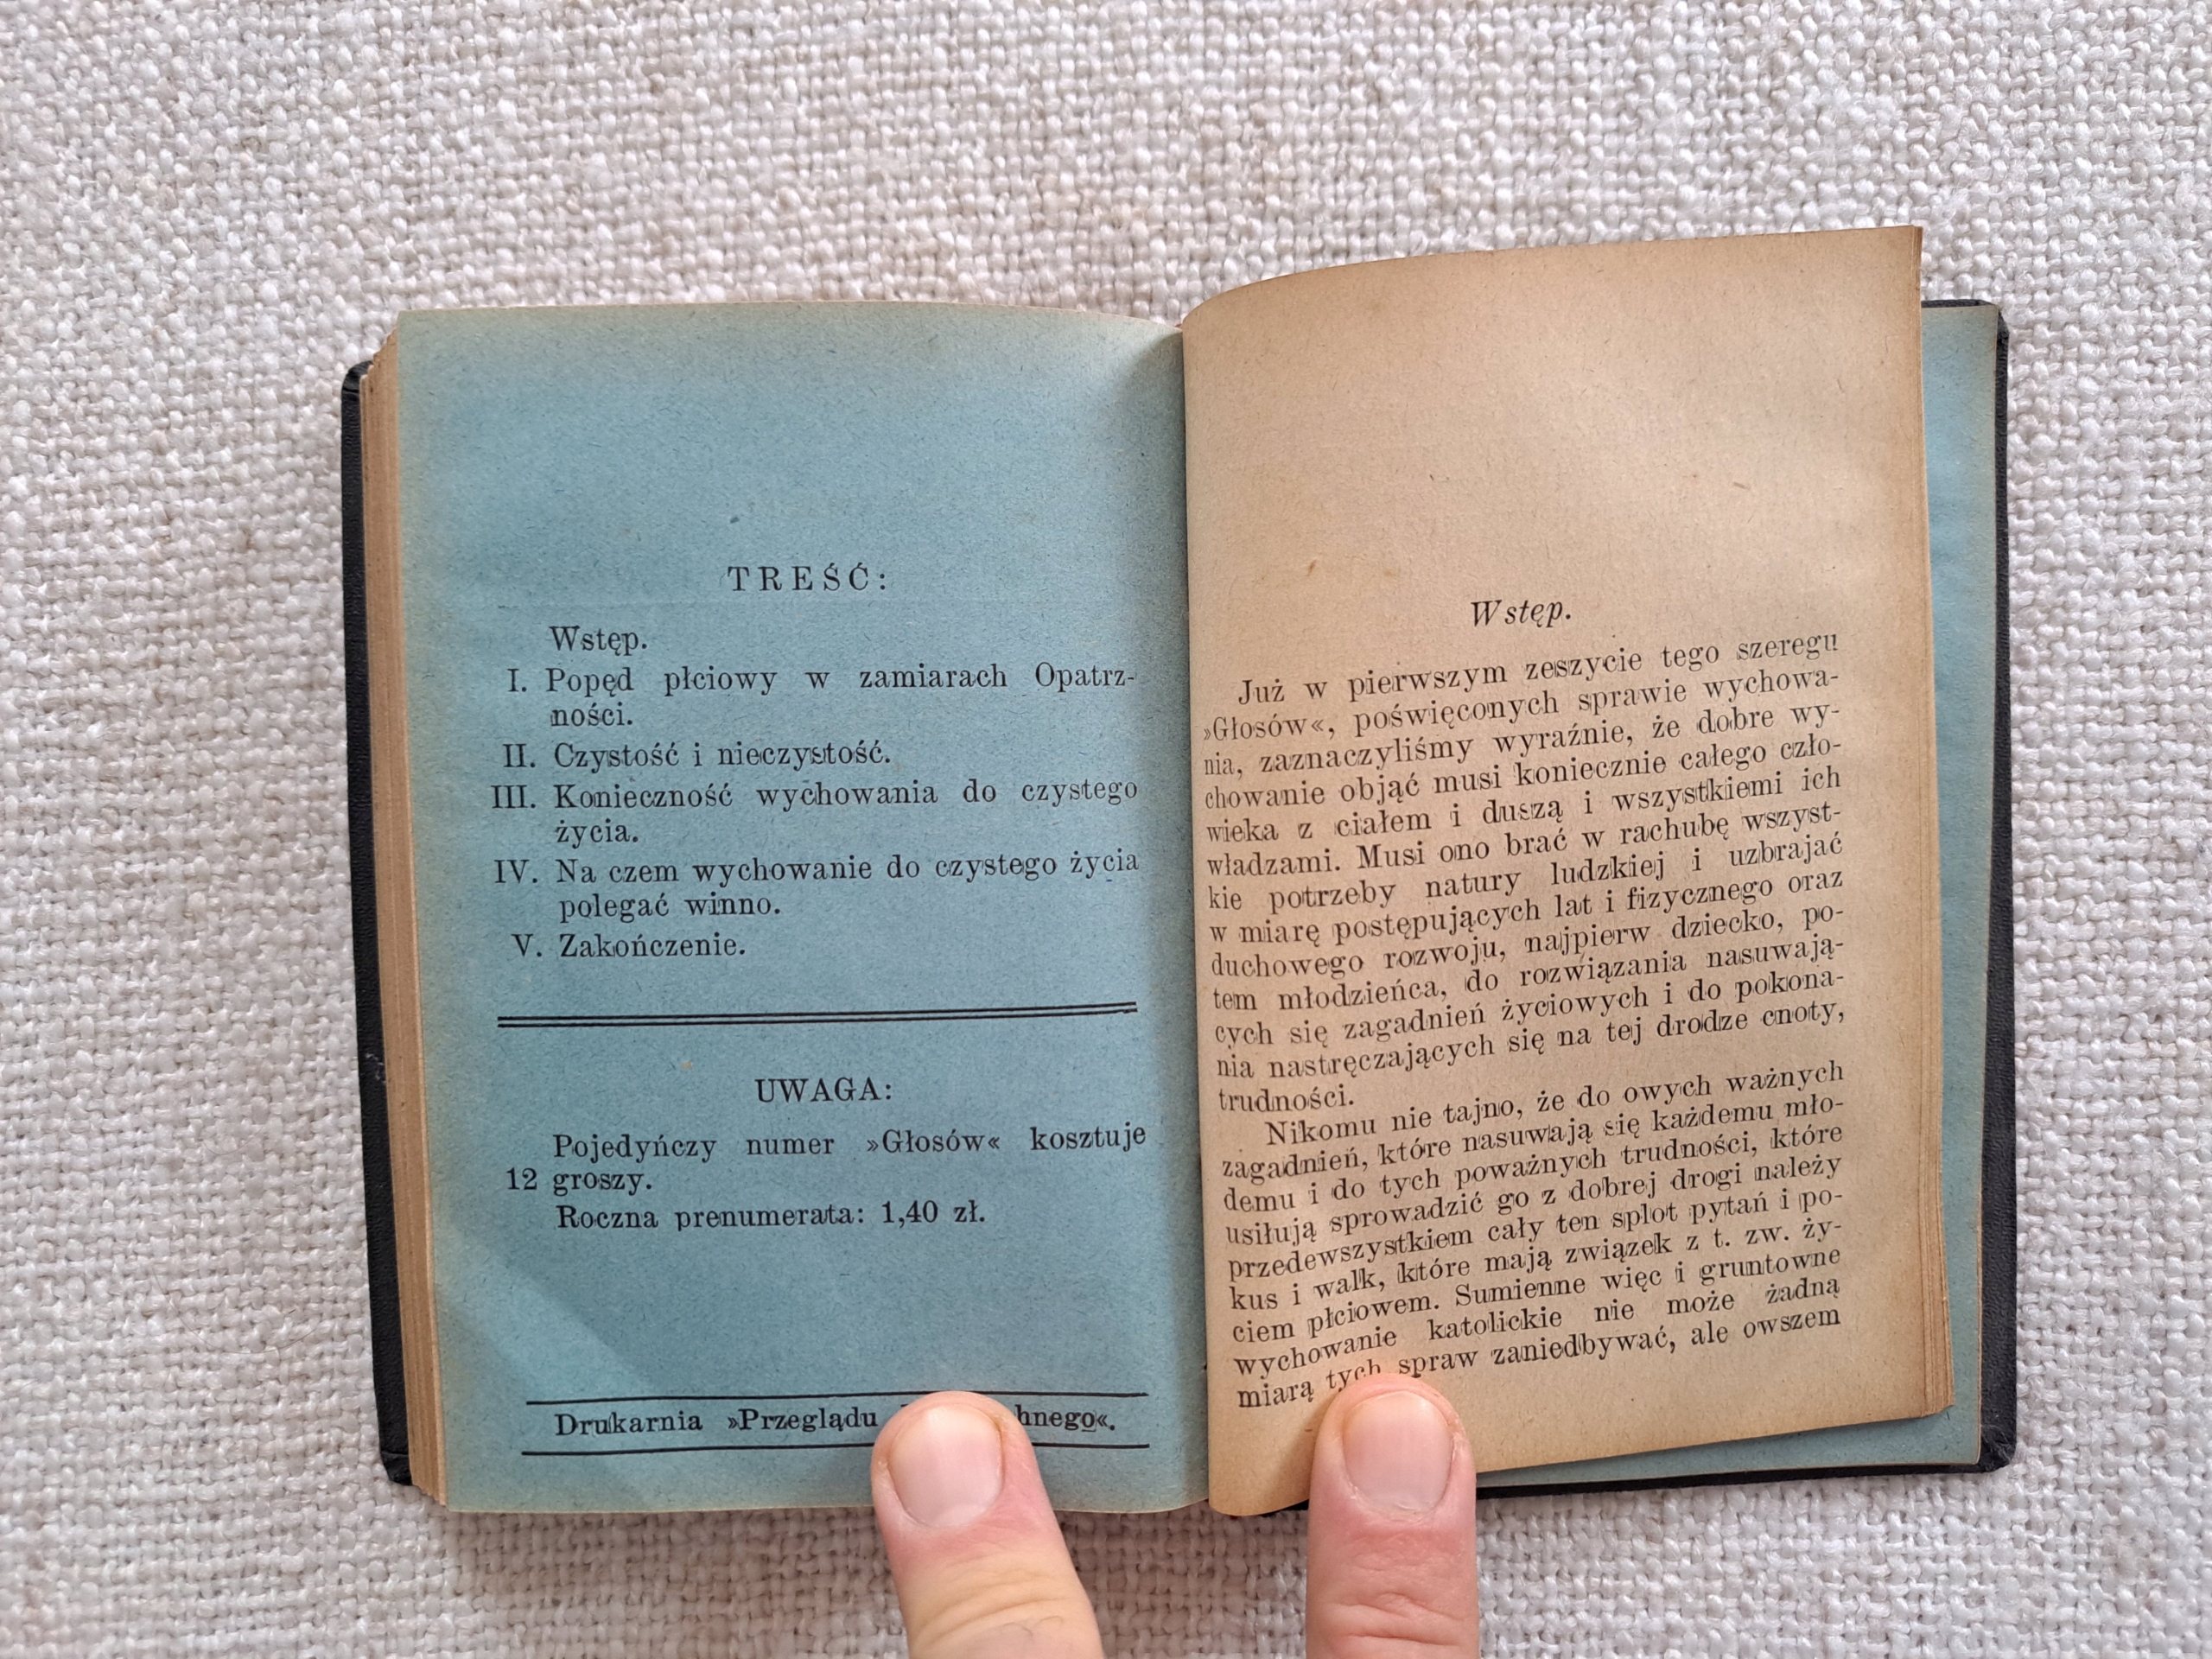 TREŚĆ:
Wstęp.
I. Popęd płciowy w zamiarach Opatrz-
ności.
II. Czystość i nieczystość.
III. Konieczność wychowania do czystego
życia.
IV. Na czem wychowanie do czystego życia
polegać winno.
V. Zakończenie.
UWAGA:
Pojedyńczy numer »Głosów« kosztuje
12 groszy.
Roczna prenumerata: 1,40 zł.
Drukarnia »Przeglądu hnego«.
Wstęp.
Już w pierwszym zeszycie tego szeregu
»Głosów«, poświęconych sprawie wychowa-
nia, zaznaczyliśmy wyraźnie, że dobre wy-
chowanie objąć musi koniecznie całego czło-
wieka z ciałem i duszą i wszystkiemi ich
władzami. Musi ono brać w rachubę wszyst-
kie potrzeby natury ludzkiej i uzbrajać
w miarę postępujących lat i fizycznego oraz
duchowego rozwoju, najpierw dziecko, po-
tem młodzieńca, do rozwiązania nasuwają-
cych się zagadnień życiowych i do pokona-
nia nastręczających się na tej drodze cnoty,
trudności.
Nikomu nie tajno, że do owych ważnych
zagadnień, które nasuwają się każdemu mło-
demu i do tych poważnych trudności, które
usiłują sprowadzić go z dobrej drogi należy
przedewszystkiem cały ten splot pytań i po-
kus i walk, które mają związek z t. zw. ży-
ciem płciowem. Sumienne więc i gruntowne
wychowanie katolickie nie może żadną
miarą tych spraw zaniedbywać, ale owszem